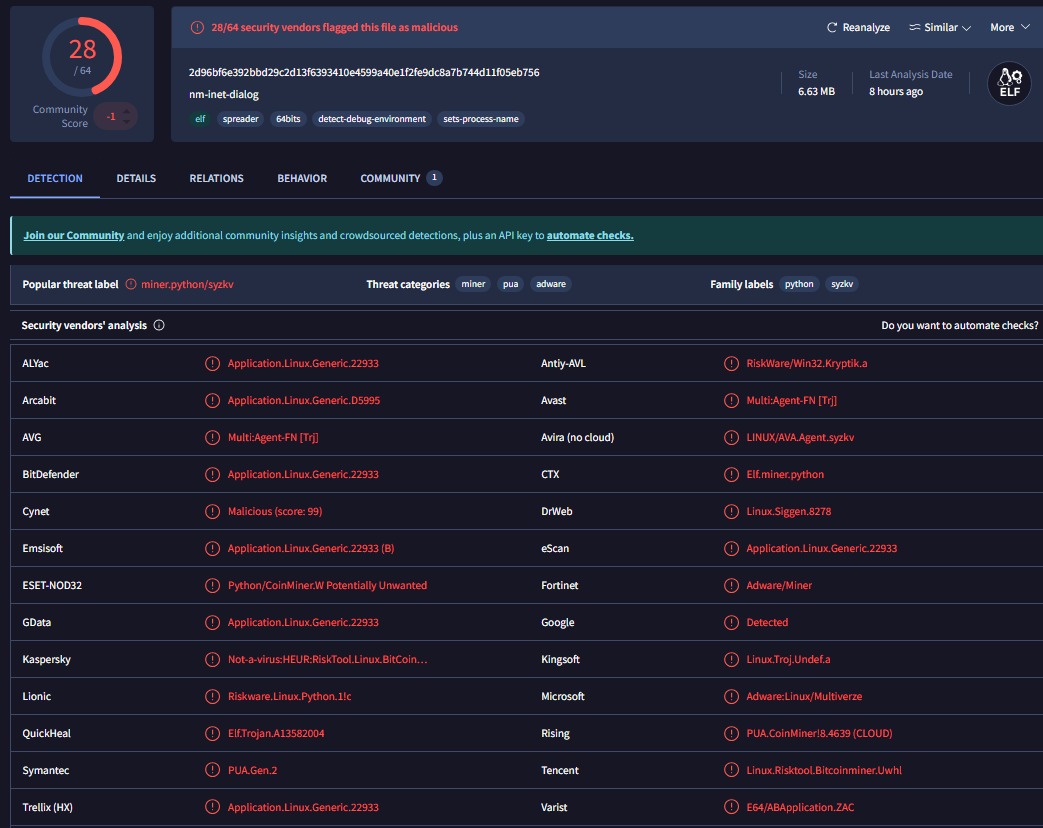 28
/ 64
Community
Score
-1
28/64 security vendors flagged this file as malicious
Reanalyze
Similar
More
2d96bf6e392bbd29c2d13f6393410e4599a40e1f2fe9dc8a7b744d11f05eb756
nm-inet-dialog
elf
spreader
64bits
detect-debug-environment
sets-process-name
Size
6.63 MB
Last Analysis Date
8 hours ago
ELF
DETECTION
DETAILS
RELATIONS
BEHAVIOR
COMMUNITY
1
Join our Community and enjoy additional community insights and crowdsourced detections, plus an API key to automate checks.
Popular threat label miner.python/syzkv
Threat categories miner pua adware
Family labels python syzkv
Security vendors' analysis
Do you want to automate checks?
ALYac Application.Linux.Generic.22933 Antiy-AVL RiskWare/Win32.Kryptik.a
Arcabit Application.Linux.Generic.D5995 Avast Multi:Agent-FN [Trj]
AVG Multi:Agent-FN [Trj] Avira (no cloud) LINUX/AVA.Agent.syzkv
BitDefender Application.Linux.Generic.22933 CTX Elf.miner.python
Cynet Malicious (score: 99) DrWeb Linux.Siggen.8278
Emsisoft Application.Linux.Generic.22933 (B) eScan Application.Linux.Generic.22933
ESET-NOD32 Python/CoinMiner.W Potentially Unwanted Fortinet Adware/Miner
GData Application.Linux.Generic.22933 Google Detected
Kaspersky Not-a-virus:HEUR:RiskTool.Linux.BitCoin... Kingsoft Linux.Troj.Undef.a
Lionic Riskware.Linux.Python.1!c Microsoft Adware:Linux/Multiverze
QuickHeal Elf.Trojan.A13582004 Rising PUA.CoinMiner!8.4639 (CLOUD)
Symantec PUA.Gen.2 Tencent Linux.Risktool.Bitcoinminer.Uwhl
Trellix (HX) Application.Linux.Generic.22933 Varist E64/ABApplication.ZAC